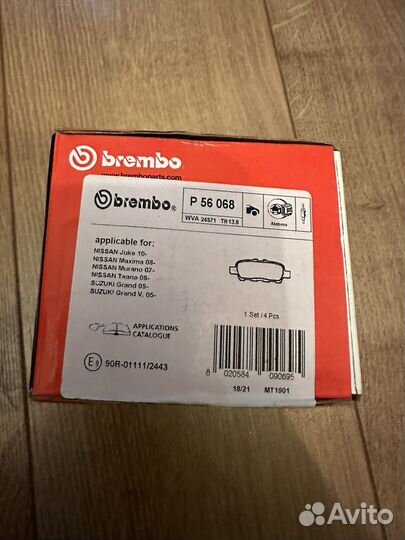 brembo
www.bremboparts.com
brembo®
P 56 068
WVA 24871 TH 13.8
Akebono
applicable for:
NISSAN Juke 10-
NISSAN Maxima 08-
NISSAN Murano 07-
NISSAN Teana 08-
SUZUKI Grand 05-
SUZUKI Grand V. 05-
1 Set / 4 Pcs.
APPLICATIONS
CATALOGUE
E9 90R-01111/2443
8 020584 090695
18/21 MT1901
Avito